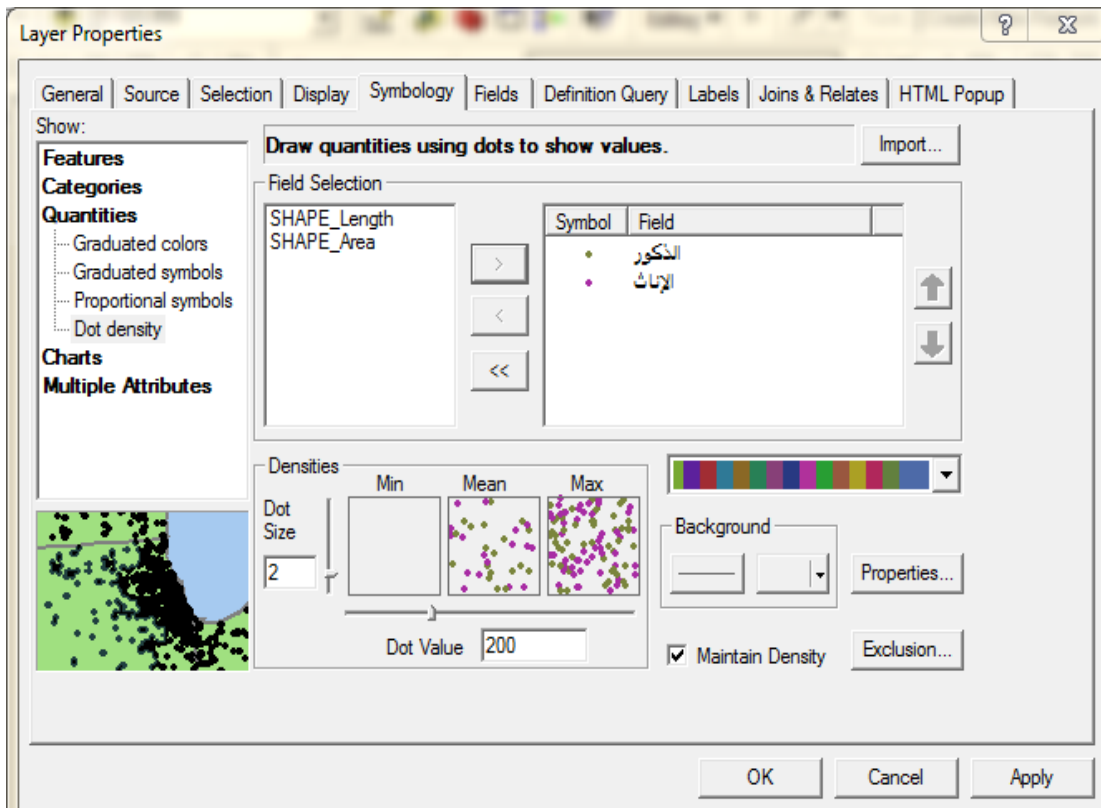 Layer Properties
General Source Selection Display Symbology Fields Definition Query Labels Joins & Relates HTML Popup
Show:
Features
Categories
Quantities
Graduated colors
Graduated symbols
Proportional symbols
Dot density
Charts
Multiple Attributes
Draw quantities using dots to show values.
Import...
Field Selection
SHAPE_Length
SHAPE_Area
>
<
<<
Symbol Field
الذكور
الإناث
Densities
Min Mean Max
Dot
Size
2
Dot Value 200
Background
Properties...
Maintain Density
Exclusion...
OK Cancel Apply